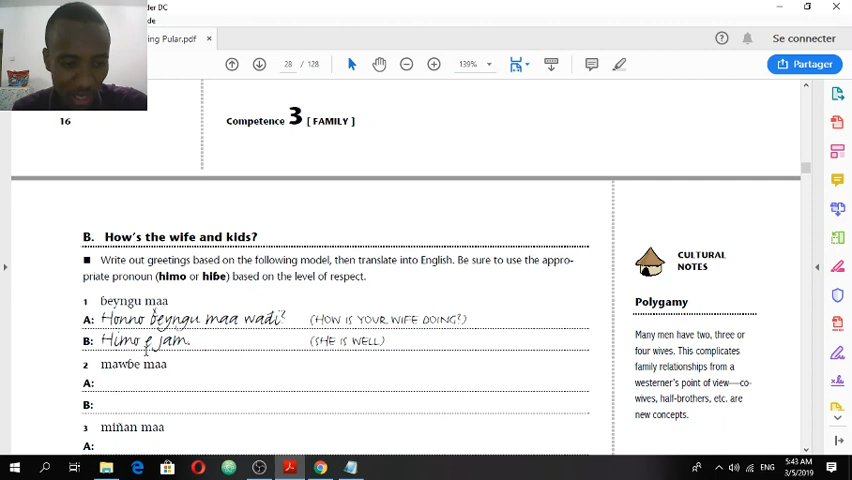 der DC
de
ing Pular. ×
Se connecter
28 / 128
139%
Partager
16
Competence 3 [ FAMILY ]
B. How's the wife and kids?
■ Write out greetings based on the following model, then translate into English. Be sure to use the appro-
priate pronoun (himo or hiɓe) based on the level of respect.
1 ɓeyngu maa
A: Honno ɓeyngu maa waɗi? (HOW IS YOUR WIFE DOING?)
B: Himo e jam. (SHE IS WELL)
2 mawɓe maa
A:
B:
3 miñan maa
A:
CULTURAL
NOTES
Polygamy
Many men have two, three or
four wives. This complicates
family relationships from a
westerner's point of view—co-
wives, half-brothers, etc. are
new concepts.
ENG
5:43 AM
3/5/2019